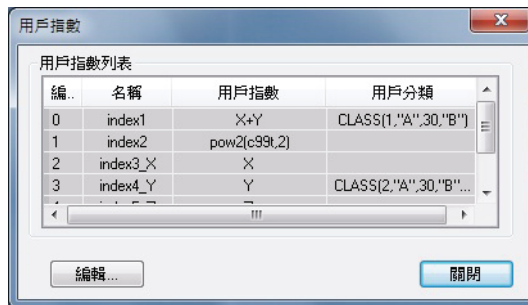 用戶指數
用戶指數列表
編.. 名稱 用戶指數 用戶分類
0 index1 X+Y CLASS(1,"A",30,"B")
1 index2 pow2(c99t,2)
2 index3_X X
3 index4_Y Y CLASS(2,"A",30,"B"...
編輯... 關閉